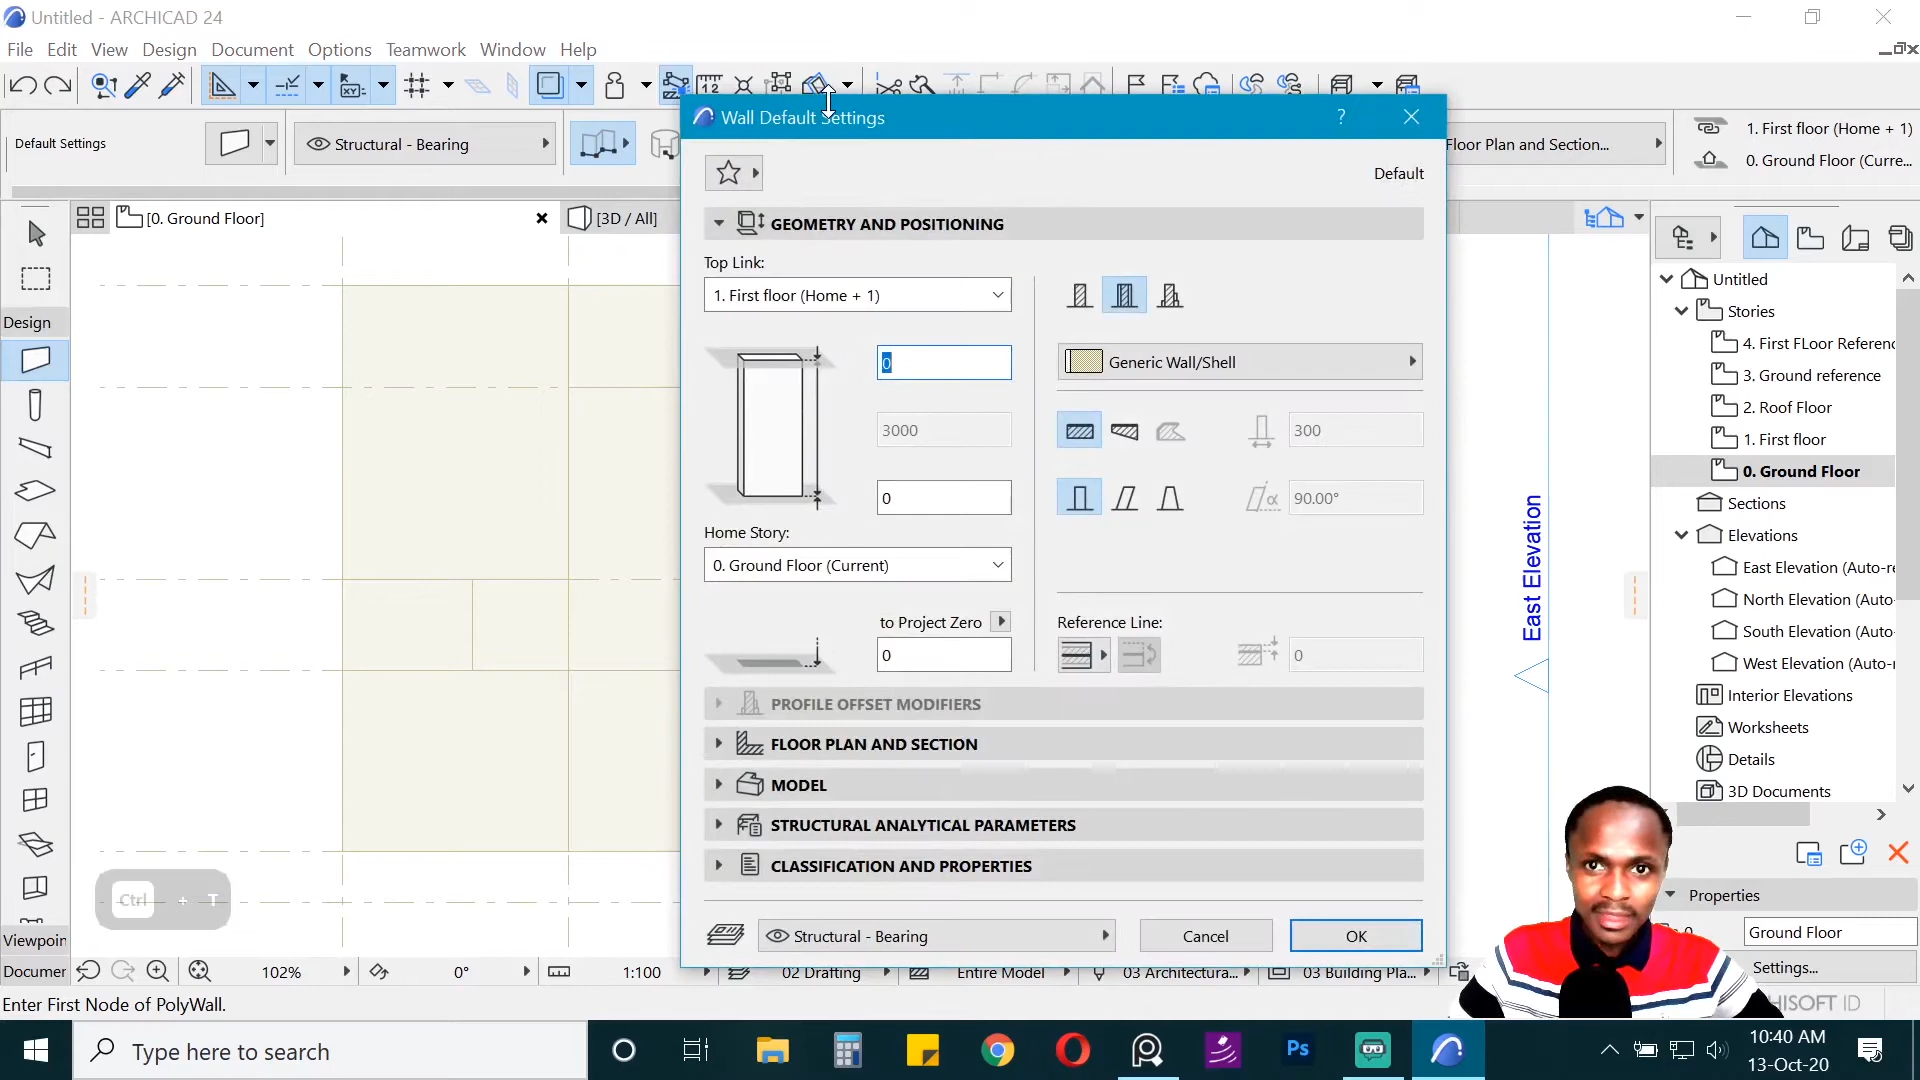 Untitled - ARCHICAD 24
File Edit View Design Document Options Teamwork Window Help
Default Settings
Structural - Bearing
Floor Plan and Section...
1. First floor (Home + 1)
0. Ground Floor (Curre...
[0. Ground Floor]
[3D / All]
Wall Default Settings
?
Default
GEOMETRY AND POSITIONING
Top Link:
1. First floor (Home + 1)
0
3000
0
Home Story:
0. Ground Floor (Current)
to Project Zero
0
Generic Wall/Shell
300
α
90.00°
Reference Line:
0
PROFILE OFFSET MODIFIERS
FLOOR PLAN AND SECTION
MODEL
STRUCTURAL ANALYTICAL PARAMETERS
CLASSIFICATION AND PROPERTIES
Structural - Bearing
Cancel
OK
Design
Viewpoin
Documer
East Elevation
Untitled
Stories
4. First FLoor Referenc
3. Ground reference
2. Roof Floor
1. First floor
0. Ground Floor
Sections
Elevations
East Elevation (Auto-re
North Elevation (Auto-
South Elevation (Auto-
West Elevation (Auto-r
Interior Elevations
Worksheets
Details
3D Documents
Properties
0.
Ground Floor
Settings...
HISOFT ID
Ctrl + T
102%
0°
1:100
02 Drafting
Entire Model
03 Architectura...
03 Building Pla...
Enter First Node of PolyWall.
Type here to search
Ps
10:40 AM
13-Oct-20